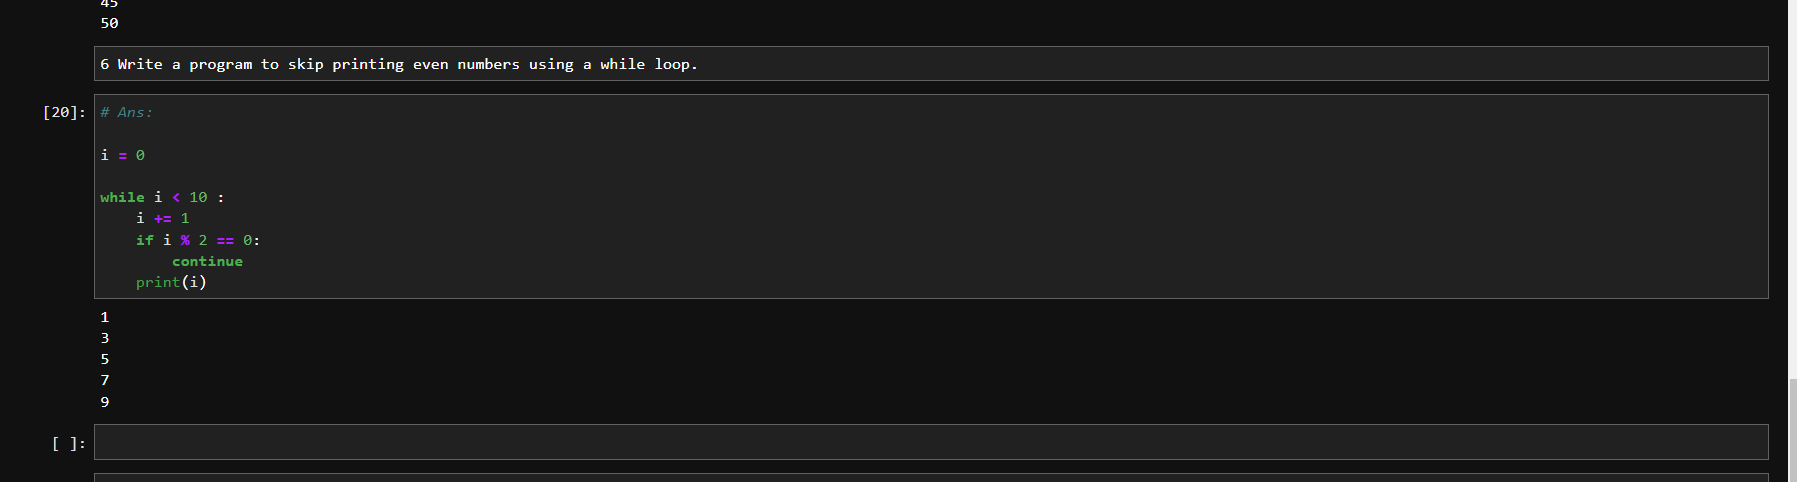 45
50
6 Write a program to skip printing even numbers using a while loop.
[20]: # Ans:
i = 0
while i < 10 :
    i += 1
    if i % 2 == 0:
        continue
    print(i)
1
3
5
7
9
[ ]: